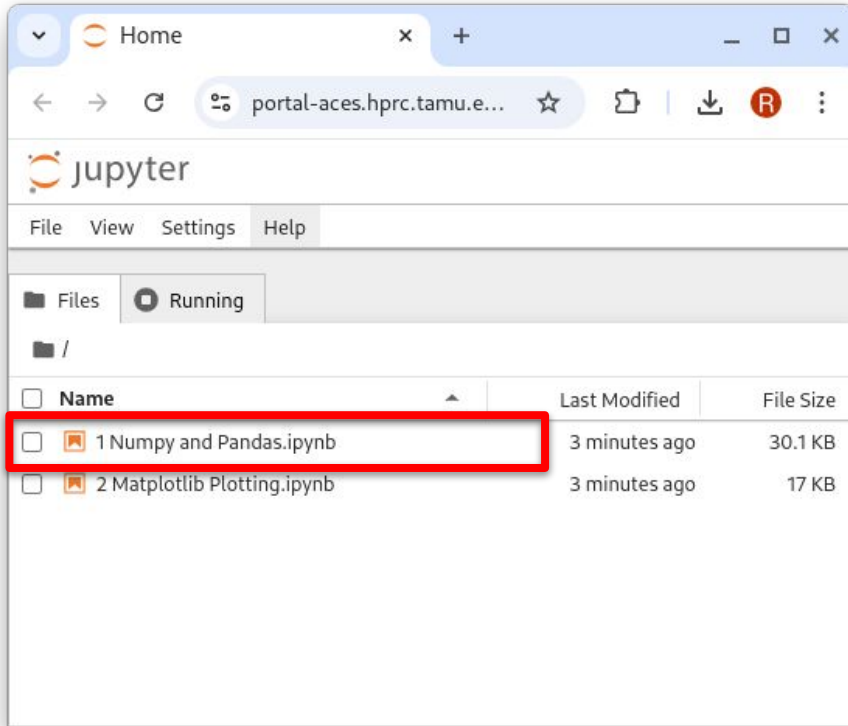 Home
portal-aces.hprc.tamu.e...
R
jupyter
File View Settings Help
Files Running
/
Name Last Modified File Size
1 Numpy and Pandas.ipynb 3 minutes ago 30.1 KB
2 Matplotlib Plotting.ipynb 3 minutes ago 17 KB